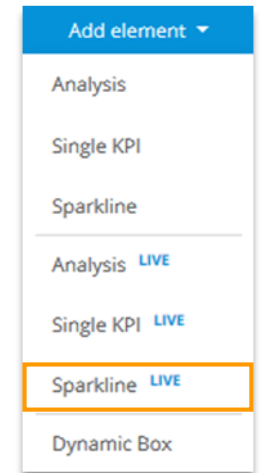 Add element
Analysis
Single KPI
Sparkline
Analysis LIVE
Single KPI LIVE
Sparkline LIVE
Dynamic Box